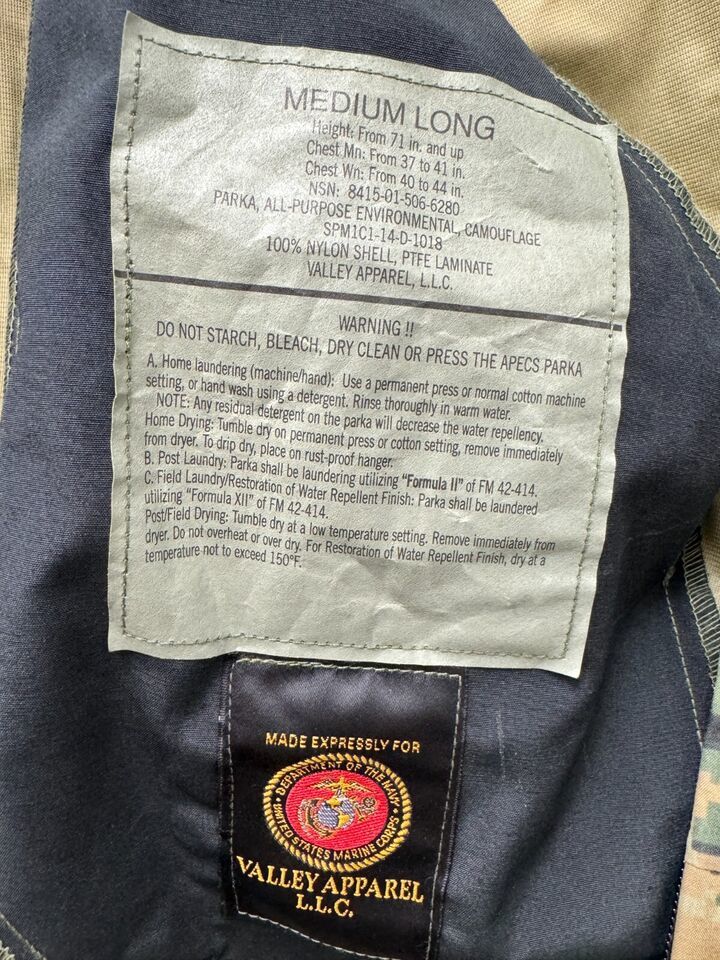 MEDIUM LONG
Height: From 71 in. and up
Chest Mn: From 37 to 41 in.
Chest Wn: From 40 to 44 in.
NSN: 8415-01-506-6280
PARKA, ALL-PURPOSE ENVIRONMENTAL, CAMOUFLAGE
SPM1C1-14-D-1018
100% NYLON SHELL, PTFE LAMINATE
VALLEY APPAREL, L.L.C.
WARNING !!
DO NOT STARCH, BLEACH, DRY CLEAN OR PRESS THE APECS PARKA
A. Home laundering (machine/hand): Use a permanent press or normal cotton machine
setting, or hand wash using a detergent. Rinse thoroughly in warm water.
NOTE: Any residual detergent on the parka will decrease the water repellency.
Home Drying: Tumble dry on permanent press or cotton setting, remove immediately
from dryer. To drip dry, place on rust-proof hanger.
B. Post Laundry: Parka shall be laundering utilizing "Formula II" of FM 42-414.
C. Field Laundry/Restoration of Water Repellent Finish: Parka shall be laundered
utilizing "Formula XII" of FM 42-414.
Post/Field Drying: Tumble dry at a low temperature setting. Remove immediately from
dryer. Do not overheat or over dry. For Restoration of Water Repellent Finish, dry at a
temperature not to exceed 150°F.
MADE EXPRESSLY FOR
DEPARTMENT OF THE NAVY
UNITED STATES MARINE CORPS
VALLEY APPAREL
L.L.C.